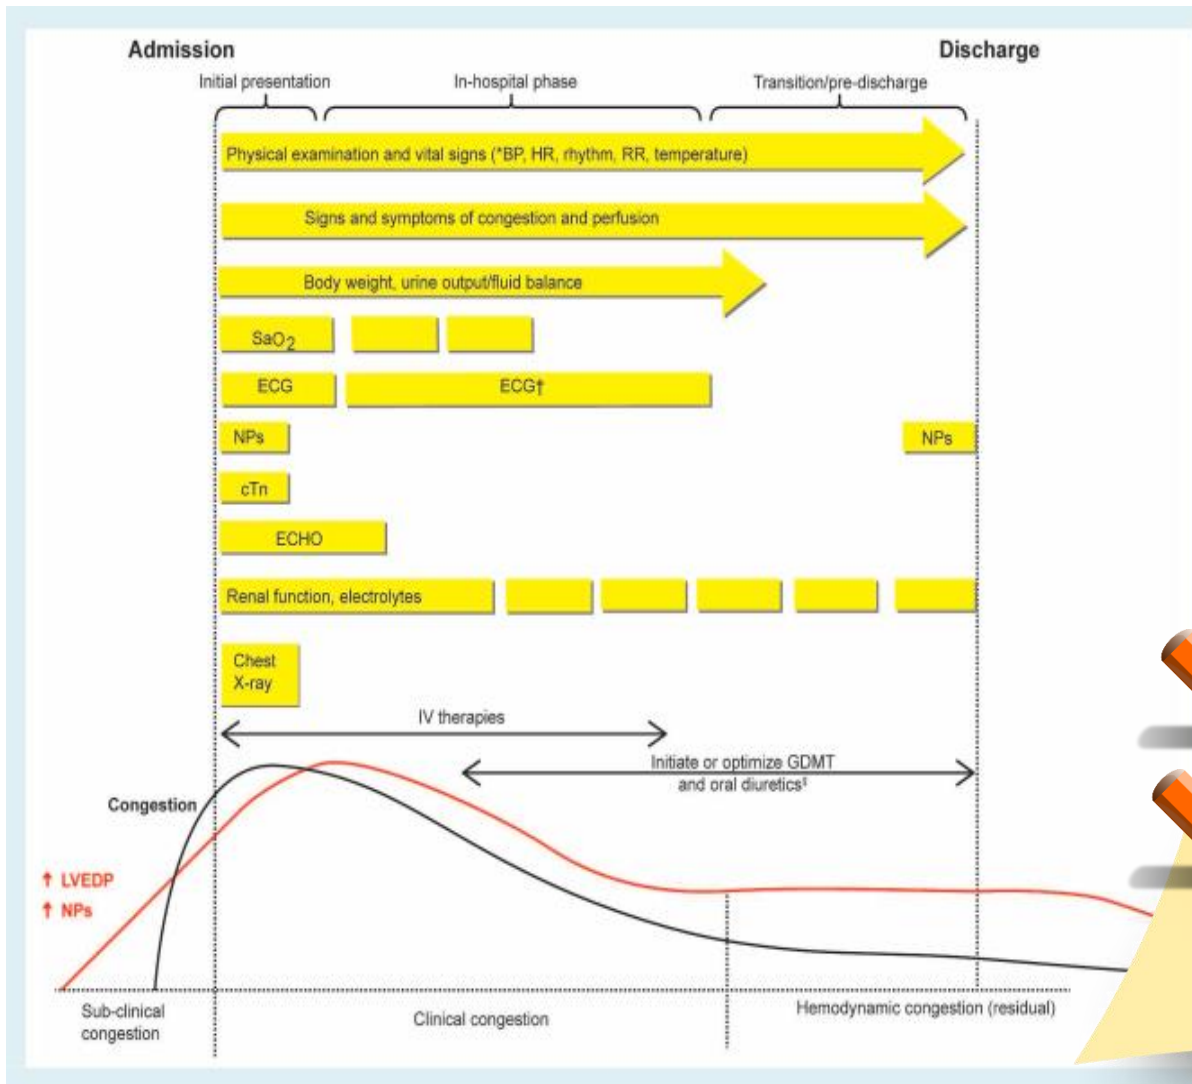 Admission
Discharge
Initial presentation
In-hospital phase
Transition/pre-discharge
Physical examination and vital signs (*BP, HR, rhythm, RR, temperature)
Signs and symptoms of congestion and perfusion
Body weight, urine output/fluid balance
SaO2
ECG
ECG†
NPs
NPs
cTn
ECHO
Renal function, electrolytes
Chest
X-ray
IV therapies
Initiate or optimize GDMT
and oral diuretics§
Congestion
↑ LVEDP
↑ NPs
Sub-clinical
congestion
Clinical congestion
Hemodynamic congestion (residual)